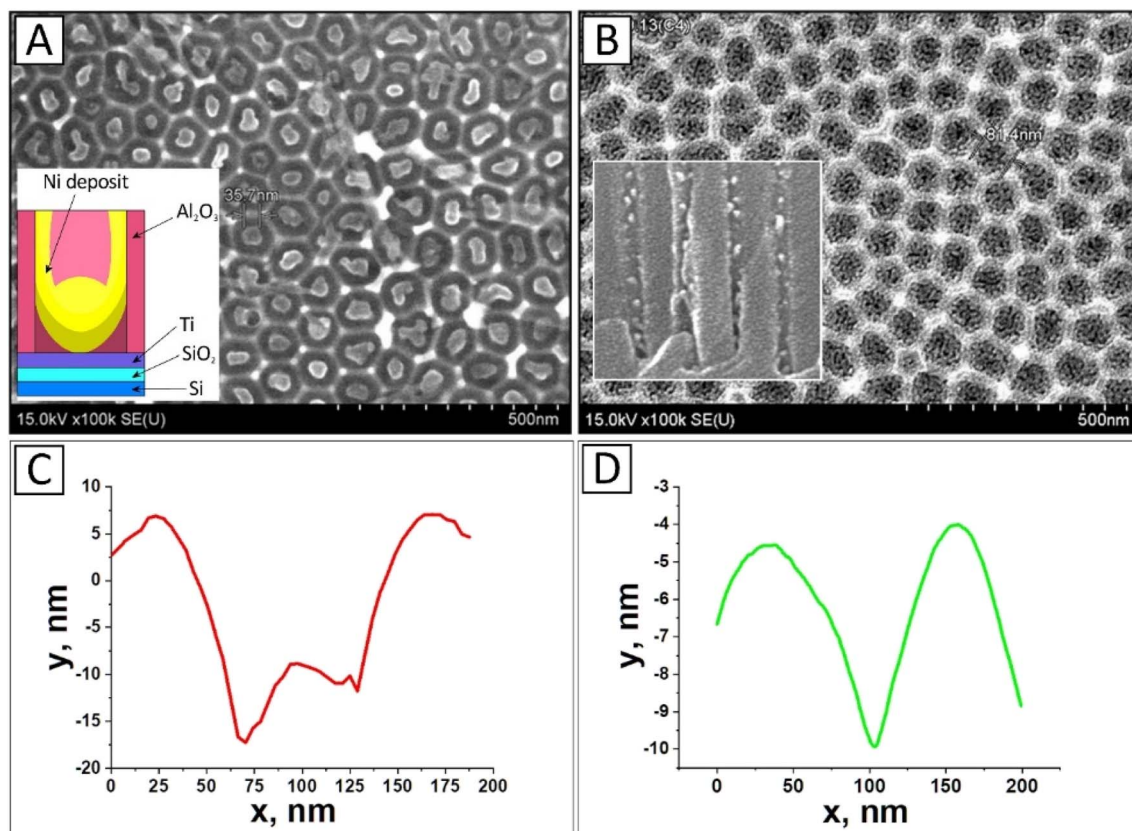 A
35.7nm
Ni deposit
Al₂O₃
Ti
SiO₂
Si
15.0kV x100k SE(U)
500nm
B
13(C4)
81.4nm
15.0kV x100k SE(U)
500nm
C
10
5
0
-5
-10
-15
-20
y, nm
0 25 50 75 100 125 150 175 200
x, nm
D
-3
-4
-5
-6
-7
-8
-9
-10
y, nm
0 50 100 150 200
x, nm